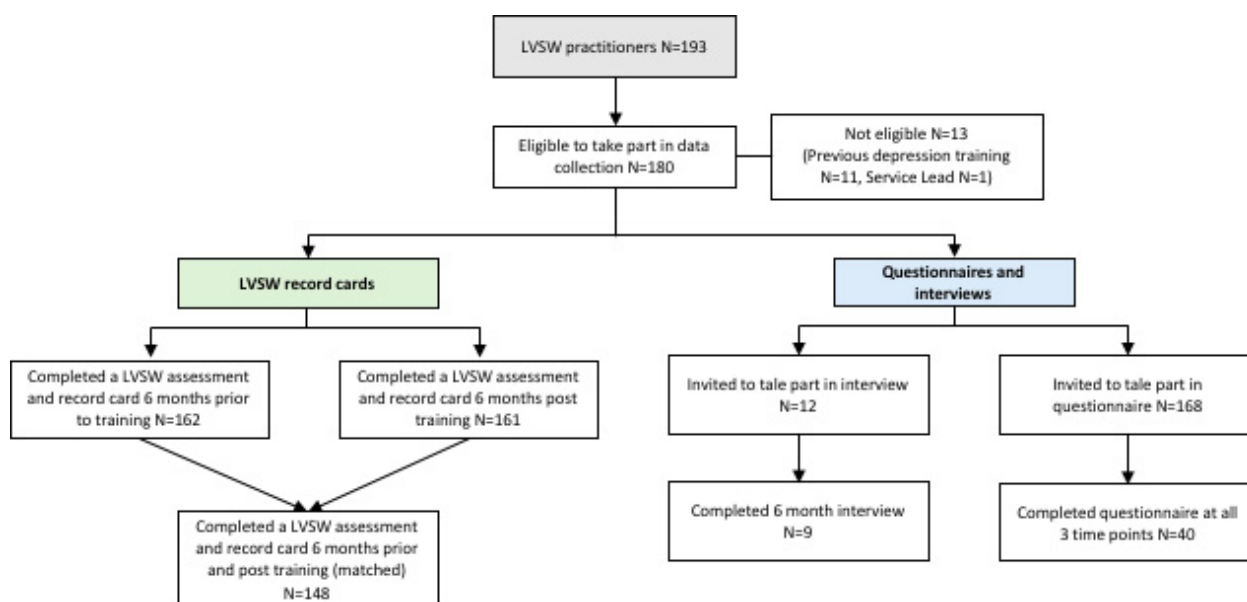 LVSW practitioners N=193
Eligible to take part in data
collection N=180
Not eligible N=13
(Previous depression training
N=11, Service Lead N=1)
LVSW record cards
Questionnaires and
interviews
Completed a LVSW assessment
and record card 6 months prior
to training N=162
Completed a LVSW assessment
and record card 6 months post
training N=161
Invited to tale part in interview
N=12
Invited to tale part in
questionnaire N=168
Completed a LVSW assessment
and record card 6 months prior
and post training (matched)
N=148
Completed 6 month interview
N=9
Completed questionnaire at all
3 time points N=40